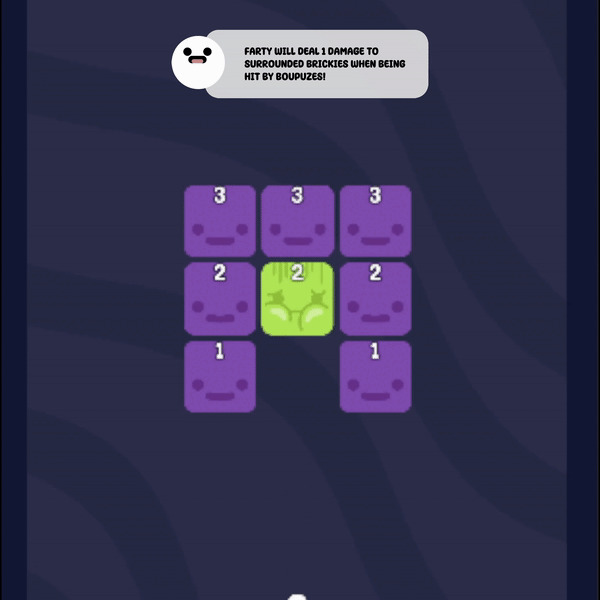 FARTY WILL DEAL 1 DAMAGE TO
SURROUNDED BRICKIES WHEN BEING
HIT BY BOUPUZES!
3 3 3
2 2 2
1 1